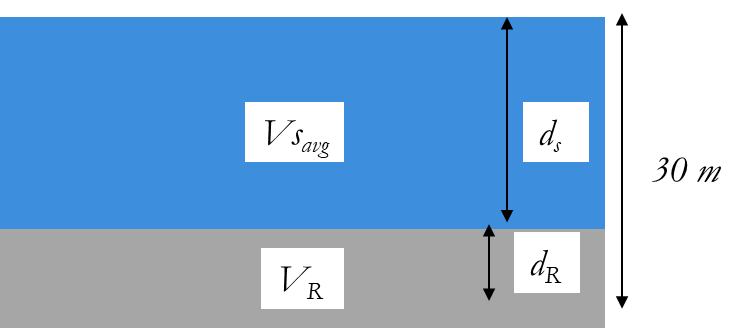 Vs_avg
d_s
30 m
V_R
d_R